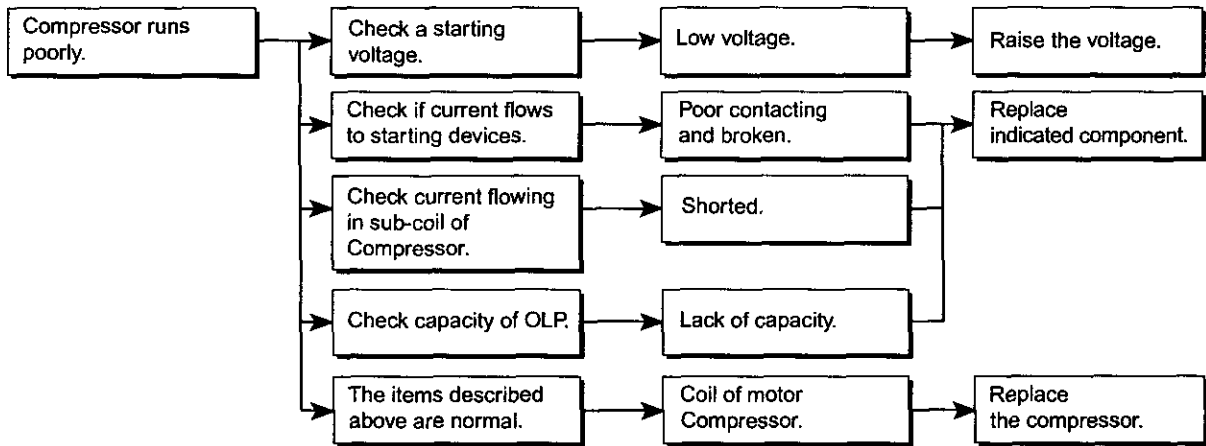 Compressor runs
poorly.
Check a starting
voltage.
Low voltage.
Raise the voltage.
Check if current flows
to starting devices.
Poor contacting
and broken.
Replace
indicated component.
Check current flowing
in sub-coil of
Compressor.
Shorted.
Check capacity of OLP.
Lack of capacity.
The items described
above are normal.
Coil of motor
Compressor.
Replace
the compressor.